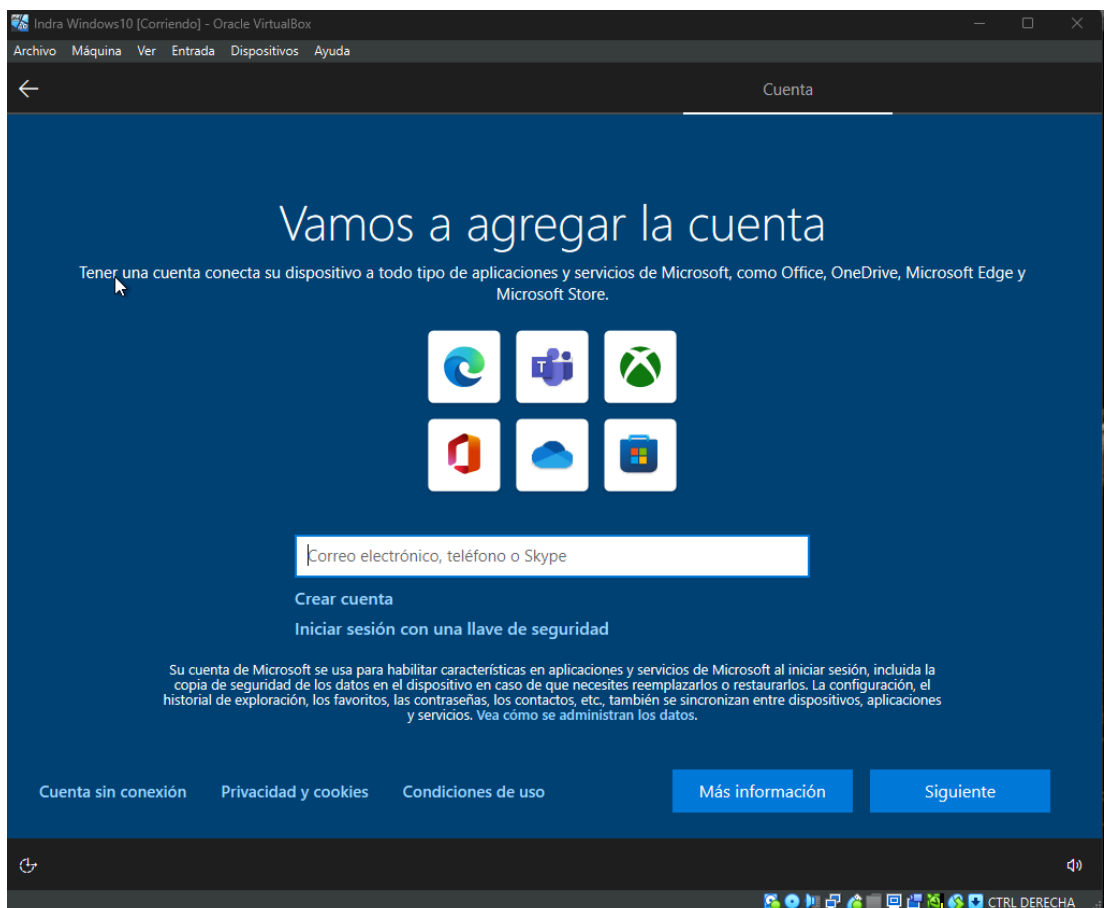 Indra Windows10 [Corriendo] - Oracle VirtualBox
Archivo Máquina Ver Entrada Dispositivos Ayuda
Cuenta
Vamos a agregar la cuenta
Tener una cuenta conecta su dispositivo a todo tipo de aplicaciones y servicios de Microsoft, como Office, OneDrive, Microsoft Edge y
Microsoft Store.
Correo electrónico, teléfono o Skype
Crear cuenta
Iniciar sesión con una llave de seguridad
Su cuenta de Microsoft se usa para habilitar características en aplicaciones y servicios de Microsoft al iniciar sesión, incluida la
copia de seguridad de los datos en el dispositivo en caso de que necesites reemplazarlos o restaurarlos. La configuración, el
historial de exploración, los favoritos, las contraseñas, los contactos, etc., también se sincronizan entre dispositivos, aplicaciones
y servicios. Vea cómo se administran los datos.
Cuenta sin conexión Privacidad y cookies Condiciones de uso Más información Siguiente
CTRL DERECHA